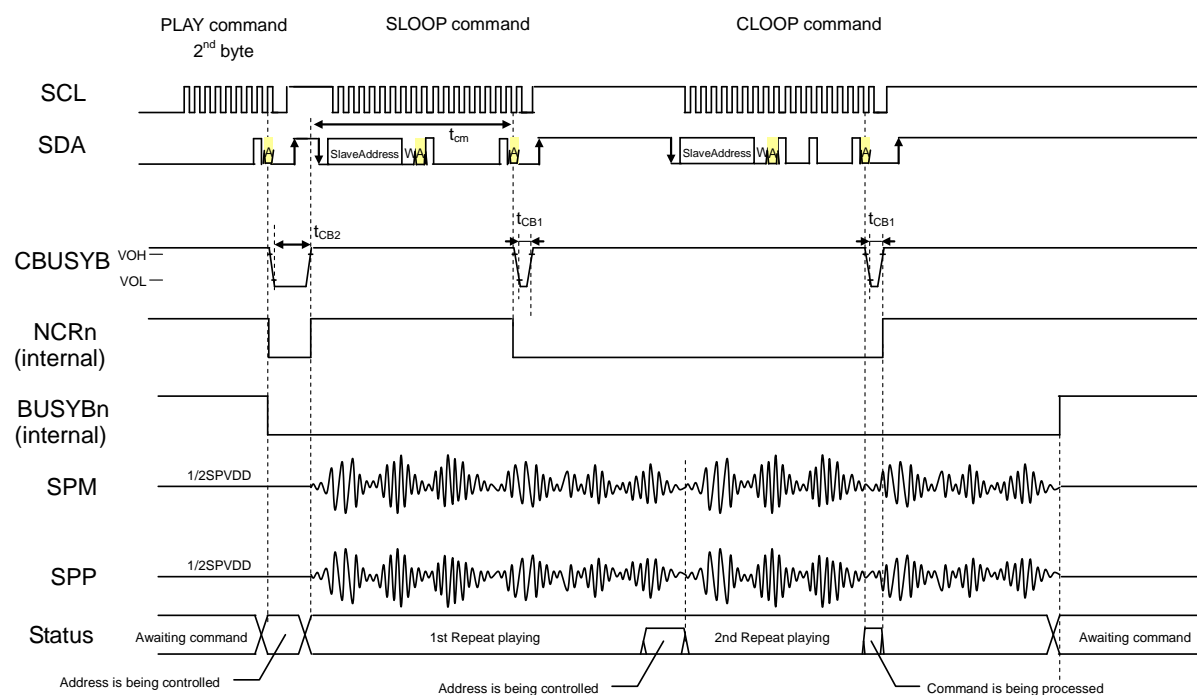 PLAY command
2nd byte
SLOOP command
CLOOP command
SCL
tcm
SDA
A
SlaveAddress
W
A
A
SlaveAddress
W
A
A
tCB2
tCB1
tCB1
CBUSYB
VOH
VOL
NCRn
(internal)
BUSYBn
(internal)
SPM
1/2SPVDD
SPP
1/2SPVDD
Status
Awaiting command
1st Repeat playing
2nd Repeat playing
Awaiting command
Address is being controlled
Address is being controlled
Command is being processed